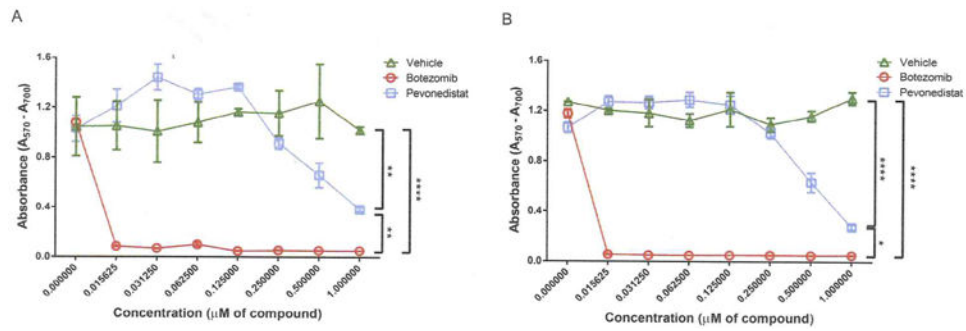 A
1.6
1.2
0.8
0.4
0.0
Absorbance (A570 - A700)
0.000000
0.015625
0.031250
0.062500
0.125000
0.250000
0.500000
1.000000
Concentration (μM of compound)
Vehicle
Botezomib
Pevonedistat
**
**
****
B
1.6
1.2
0.8
0.4
0.0
Absorbance (A570 - A700)
0.000000
0.015625
0.031250
0.062500
0.125000
0.250000
0.500000
1.000000
Concentration (μM of compound)
Vehicle
Botezomib
Pevonedistat
****
*
****